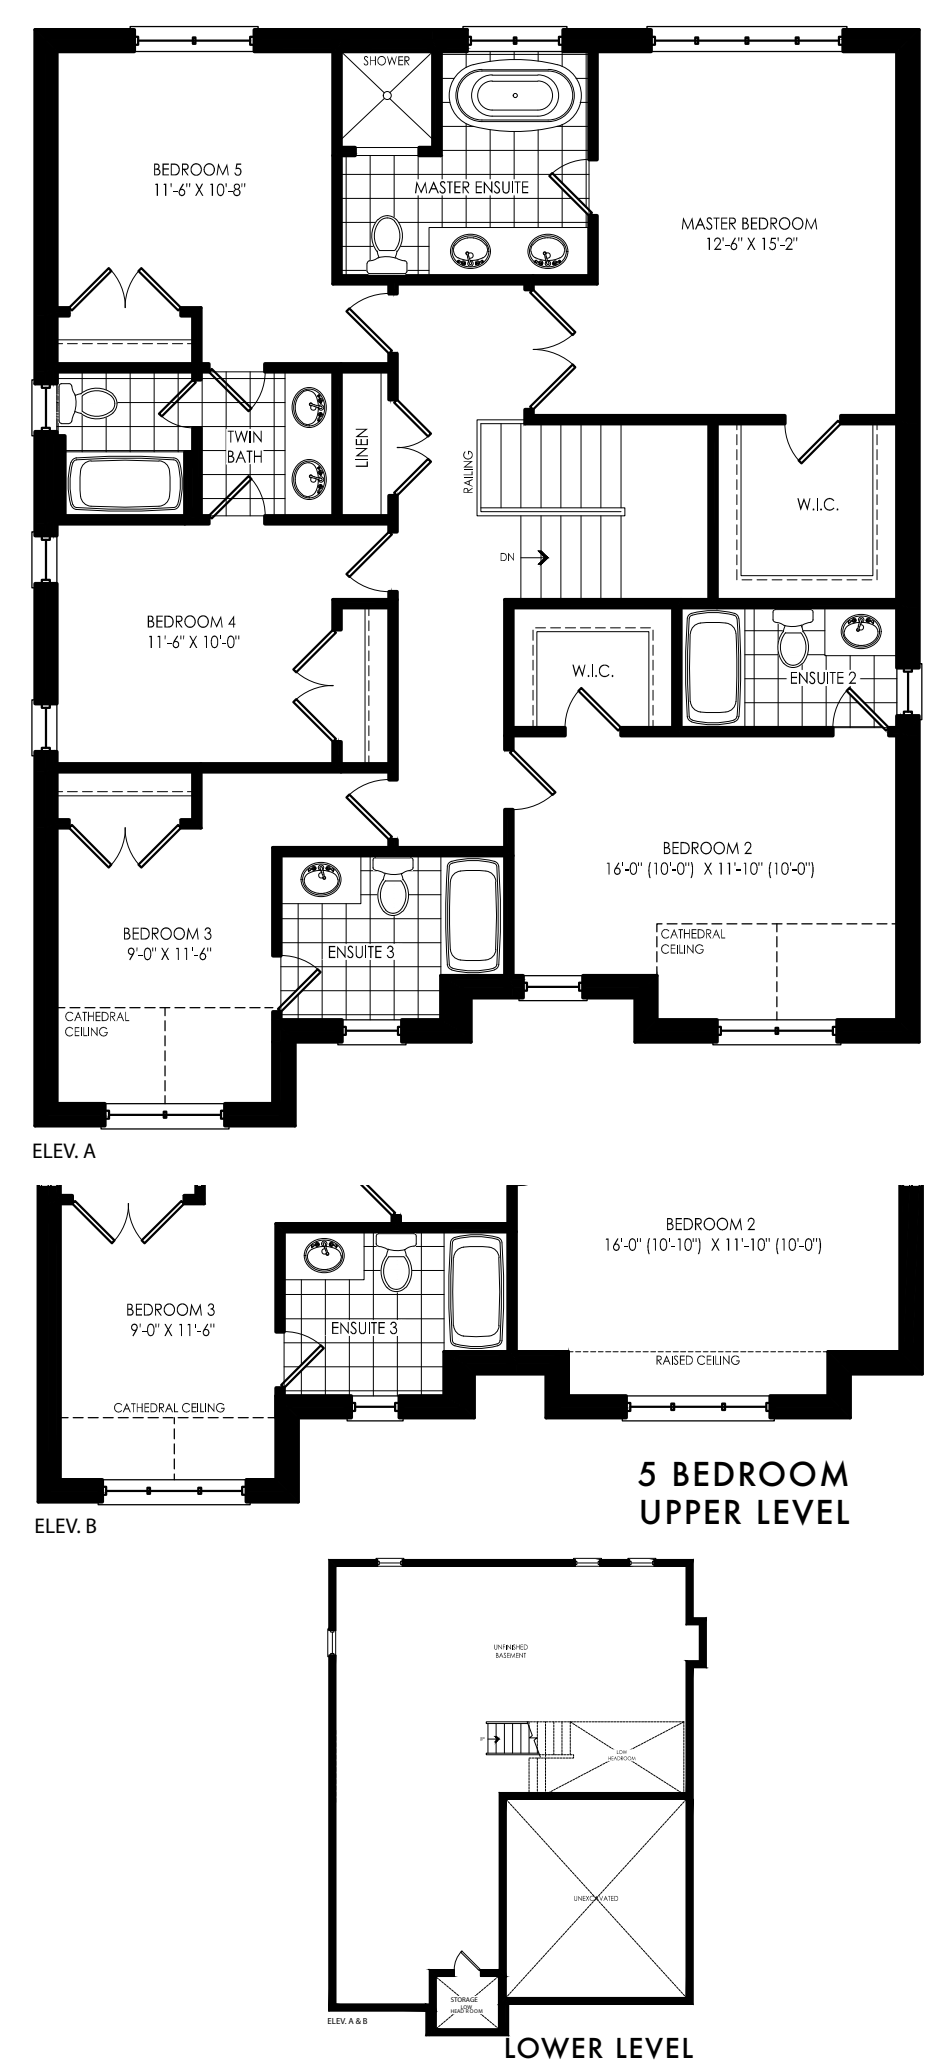 SHOWER
BEDROOM 5
11'-6" X 10'-8"
MASTER ENSUITE
MASTER BEDROOM
12'-6" X 15'-2"
TWIN
BATH
LINEN
RAILING
W.I.C.
DN
BEDROOM 4
11'-6" X 10'-0"
W.I.C.
ENSUITE 2
BEDROOM 2
16'-0" (10'-0") X 11'-10" (10'-0")
BEDROOM 3
9'-0" X 11'-6"
ENSUITE 3
CATHEDRAL
CEILING
CATHEDRAL
CEILING
ELEV. A
BEDROOM 2
16'-0" (10'-10") X 11'-10" (10'-0")
BEDROOM 3
9'-0" X 11'-6"
ENSUITE 3
RAISED CEILING
CATHEDRAL CEILING
5 BEDROOM
UPPER LEVEL
ELEV. B
UNFINISHED
BASEMENT
LOW
HEADROOM
UNEXCAVATED
STORAGE
LOW
HEAD ROOM
ELEV. A & B
LOWER LEVEL